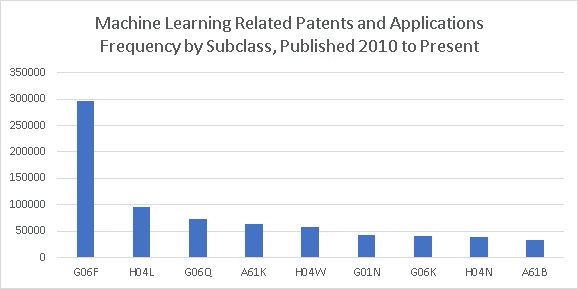 Machine Learning Related Patents and Applications
Frequency by Subclass, Published 2010 to Present
350000
300000
250000
200000
150000
100000
50000
0
G06F H04L G06Q A61K H04W G01N G06K H04N A61B